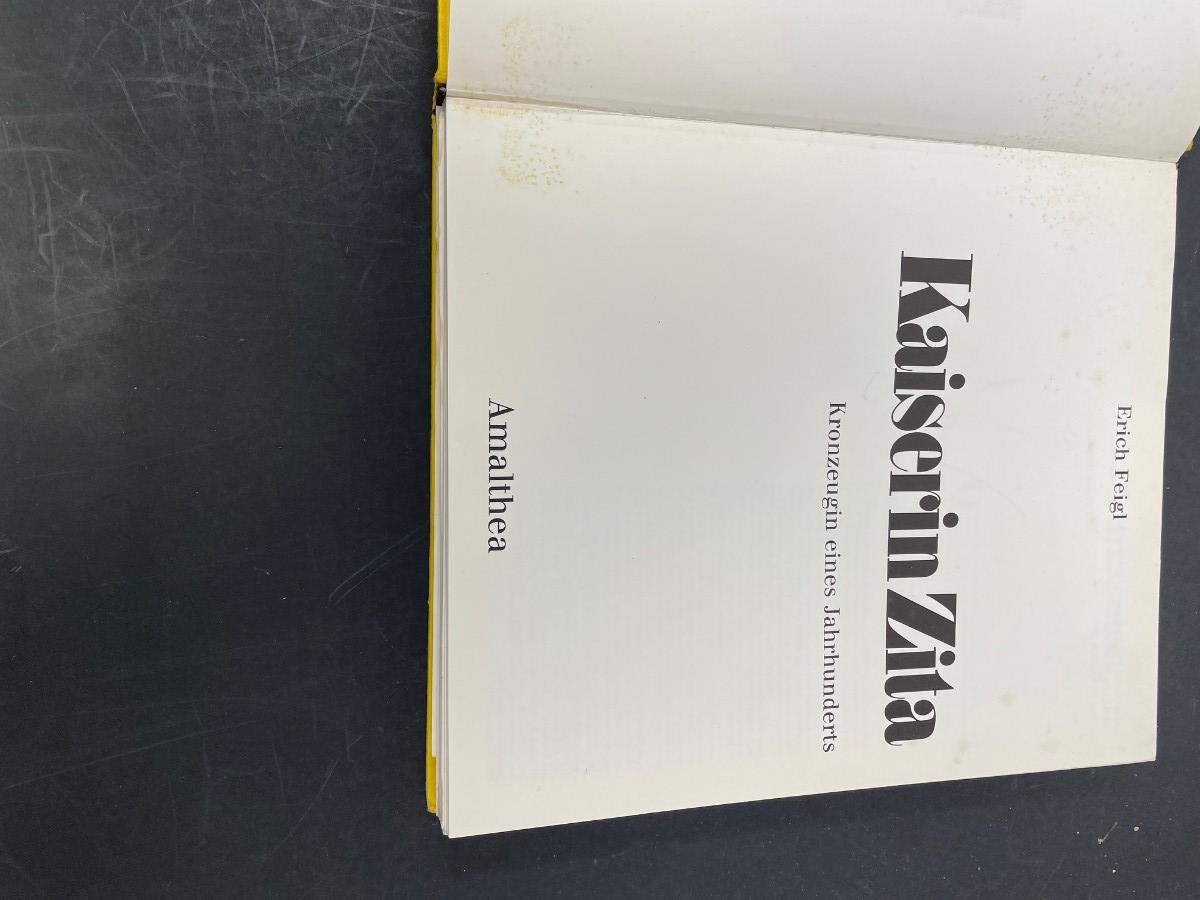 Erich Feigl
Kaiserin Zita
Kronzeugin eines Jahrhunderts
Amalthea